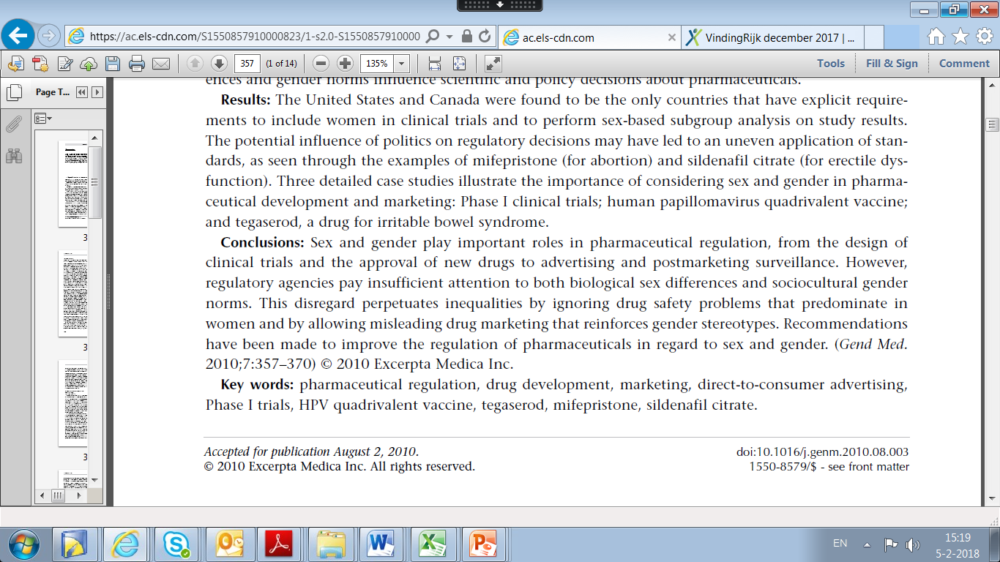 https://ac.els-cdn.com/S1550857910000823/1-s2.0-S1550857910000
ac.els-cdn.com
VindingRijk december 2017 | ...
357
(1 of 14)
135%
Tools
Fill & Sign
Comment
Page T...
ences and gender norms influence scientific and policy decisions about pharmaceuticals.
Results: The United States and Canada were found to be the only countries that have explicit require-
ments to include women in clinical trials and to perform sex-based subgroup analysis on study results.
The potential influence of politics on regulatory decisions may have led to an uneven application of stan-
dards, as seen through the examples of mifepristone (for abortion) and sildenafil citrate (for erectile dys-
function). Three detailed case studies illustrate the importance of considering sex and gender in pharma-
ceutical development and marketing: Phase I clinical trials; human papillomavirus quadrivalent vaccine;
and tegaserod, a drug for irritable bowel syndrome.
Conclusions: Sex and gender play important roles in pharmaceutical regulation, from the design of
clinical trials and the approval of new drugs to advertising and postmarketing surveillance. However,
regulatory agencies pay insufficient attention to both biological sex differences and sociocultural gender
norms. This disregard perpetuates inequalities by ignoring drug safety problems that predominate in
women and by allowing misleading drug marketing that reinforces gender stereotypes. Recommendations
have been made to improve the regulation of pharmaceuticals in regard to sex and gender. (Gend Med.
2010;7:357–370) © 2010 Excerpta Medica Inc.
Key words: pharmaceutical regulation, drug development, marketing, direct-to-consumer advertising,
Phase I trials, HPV quadrivalent vaccine, tegaserod, mifepristone, sildenafil citrate.
Accepted for publication August 2, 2010.
© 2010 Excerpta Medica Inc. All rights reserved.
doi:10.1016/j.genm.2010.08.003
1550-8579/$ - see front matter
3
3
3
EN
15:19
5-2-2018